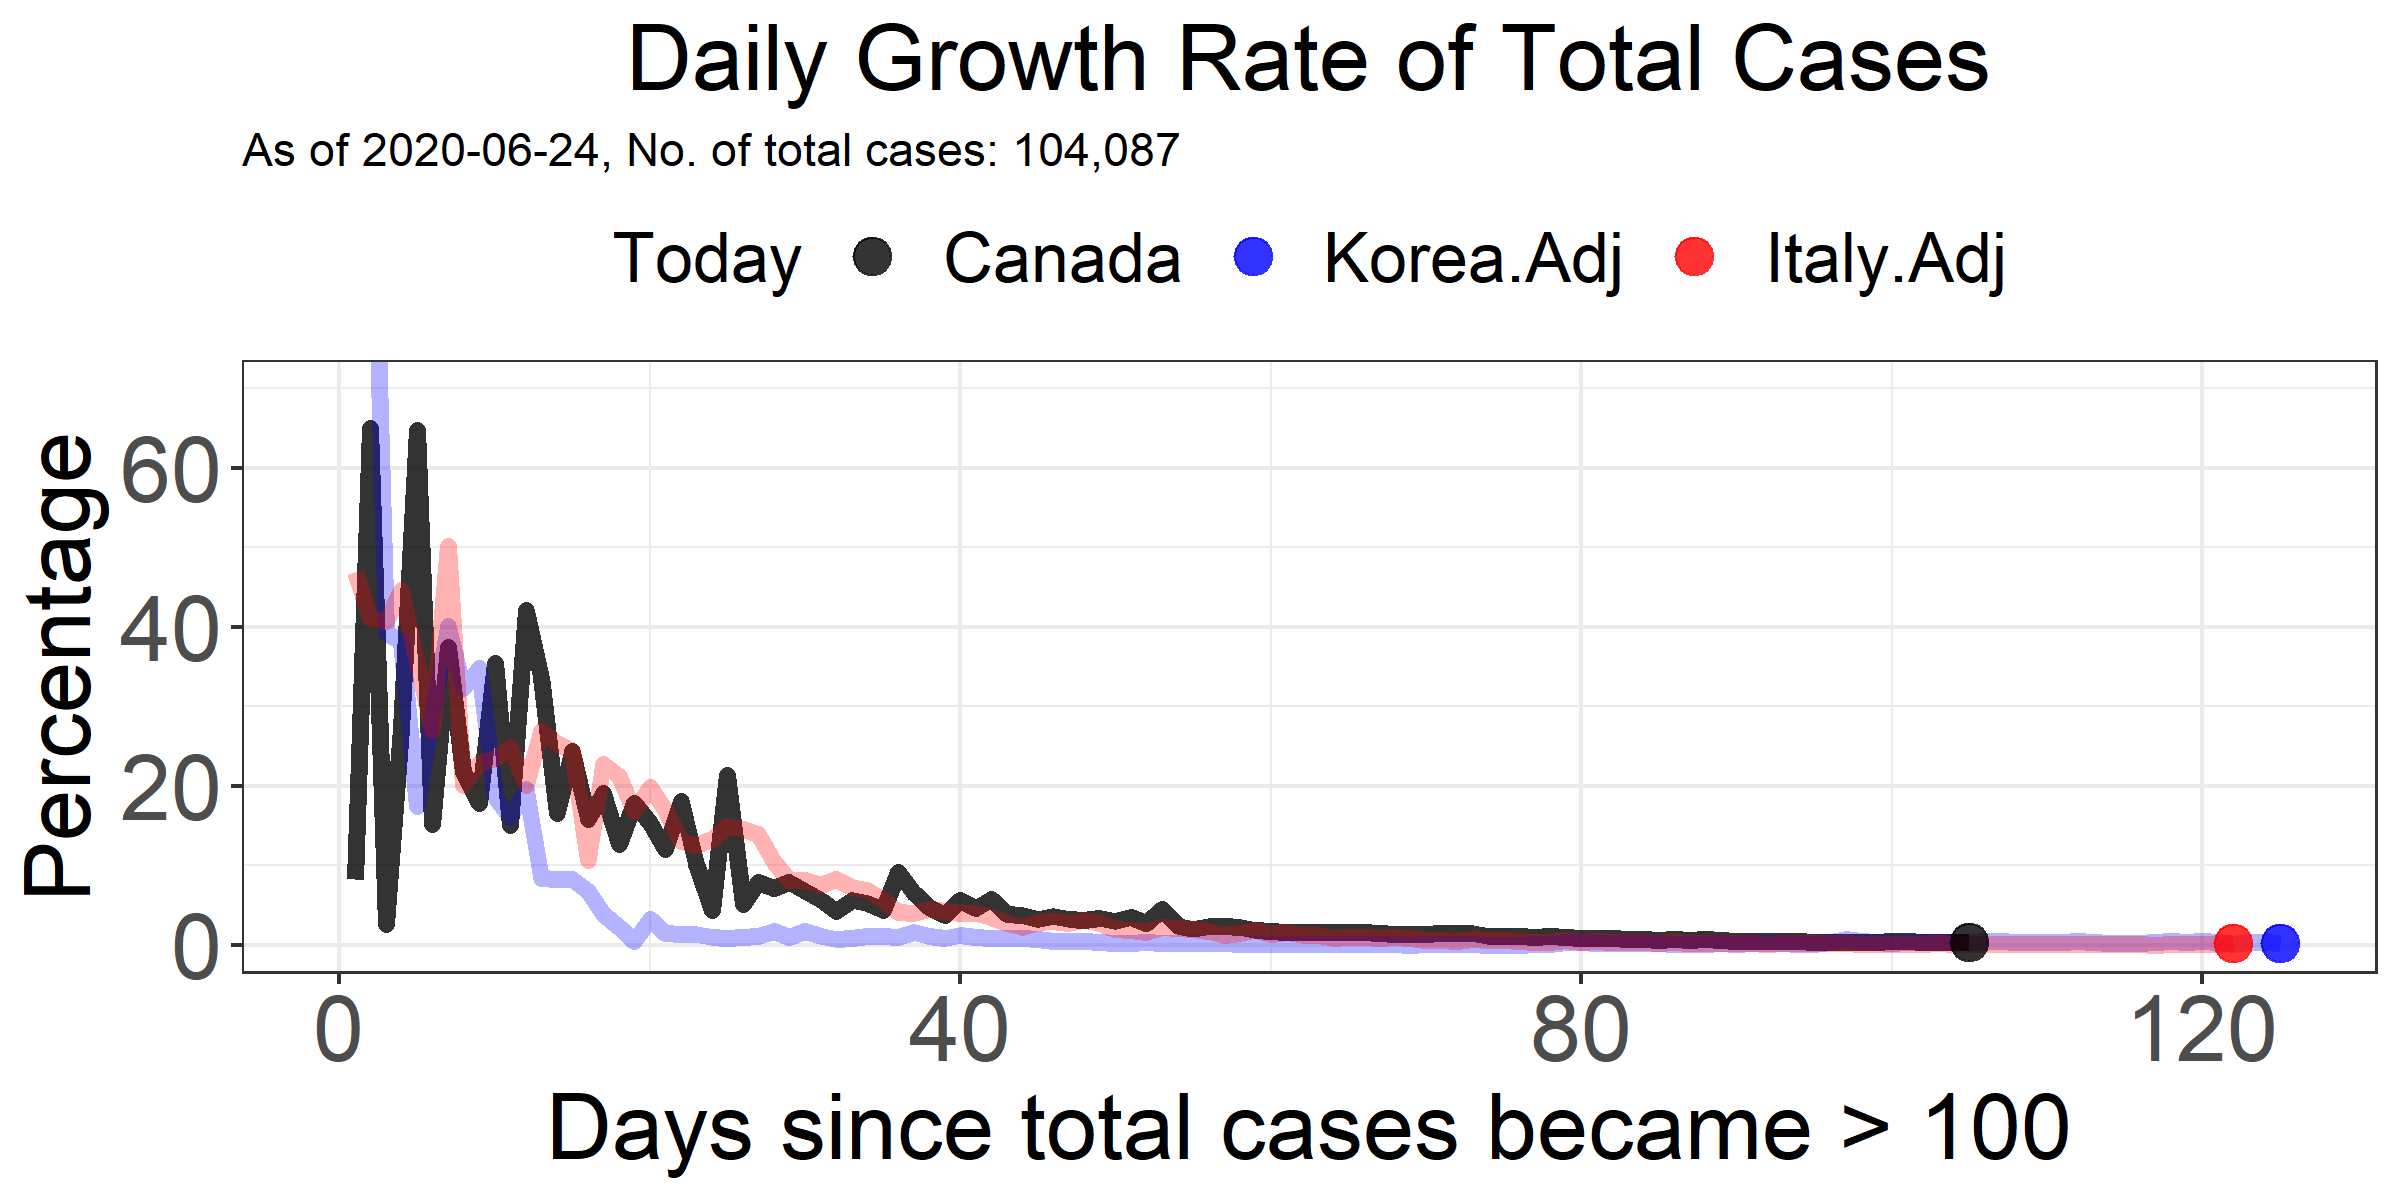 Daily Growth Rate of Total Cases
As of 2020-06-24, No. of total cases: 104,087
Today Canada Korea.Adj Italy.Adj
Percentage
60
40
20
0
0 40 80 120
Days since total cases became > 100